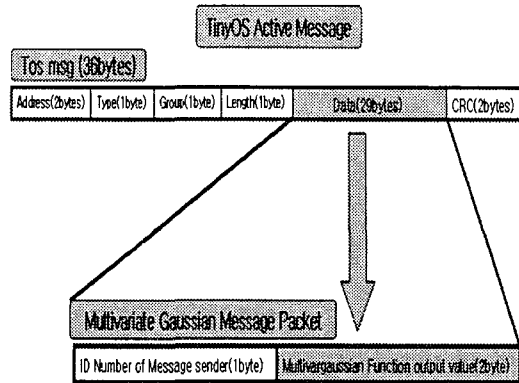 TinyOS Active Message
Tos msg (36bytes)
Address(2bytes) Type(1byte) Group(1byte) Length(1byte) Data(29bytes) CRC(2bytes)
Multivariate Gaussian Message Packet
ID Number of Message sender(1byte) Multivargaussian Function output value(2byte)